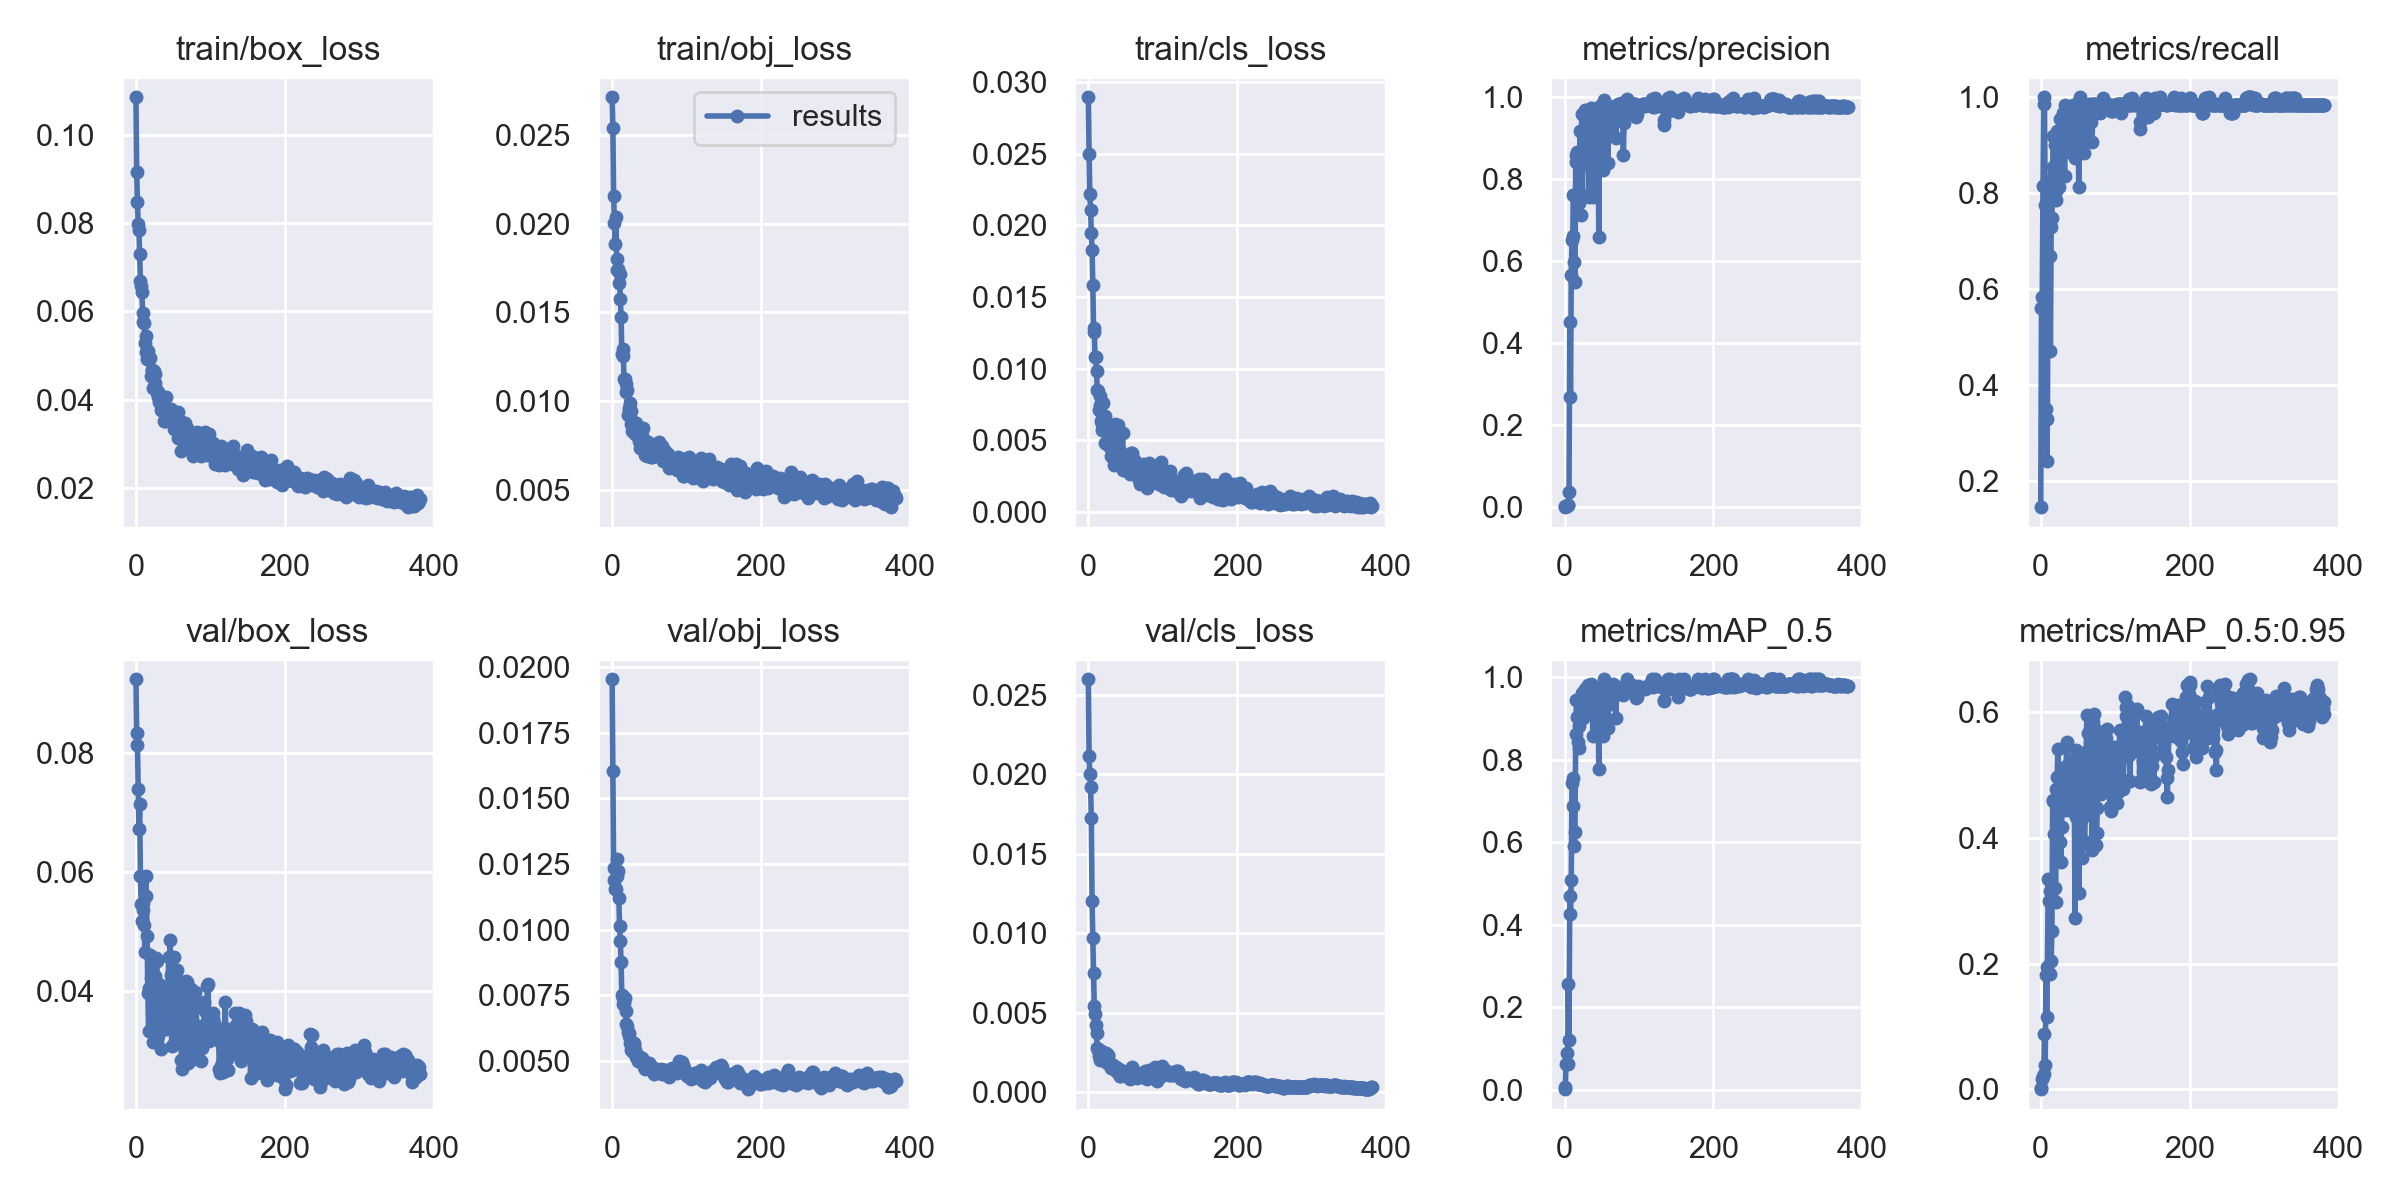 train/box_loss
0.10
0.08
0.06
0.04
0.02
0 200 400
train/obj_loss
results
0.025
0.020
0.015
0.010
0.005
0 200 400
train/cls_loss
0.030
0.025
0.020
0.015
0.010
0.005
0.000
0 200 400
metrics/precision
1.0
0.8
0.6
0.4
0.2
0.0
0 200 400
metrics/recall
1.0
0.8
0.6
0.4
0.2
0 200 400
val/box_loss
0.08
0.06
0.04
0 200 400
val/obj_loss
0.0200
0.0175
0.0150
0.0125
0.0100
0.0075
0.0050
0 200 400
val/cls_loss
0.025
0.020
0.015
0.010
0.005
0.000
0 200 400
metrics/mAP_0.5
1.0
0.8
0.6
0.4
0.2
0.0
0 200 400
metrics/mAP_0.5:0.95
0.6
0.4
0.2
0.0
0 200 400